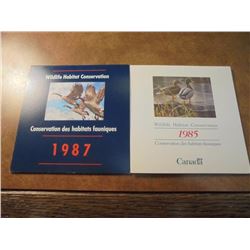 Wildlife Habitat Conservation
Conservation des habitats fauniques
1987
Wildlife Habitat Conservation
1985
Conservation des habitats fauniques
Canada